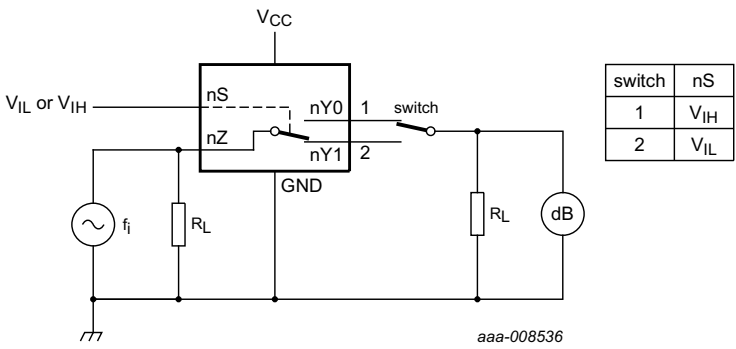 VCC
VIL or VIH
nS
nY0
1
switch
nZ
nY1
2
GND
fi
RL
RL
dB
switch nS
1 VIH
2 VIL
aaa-008536